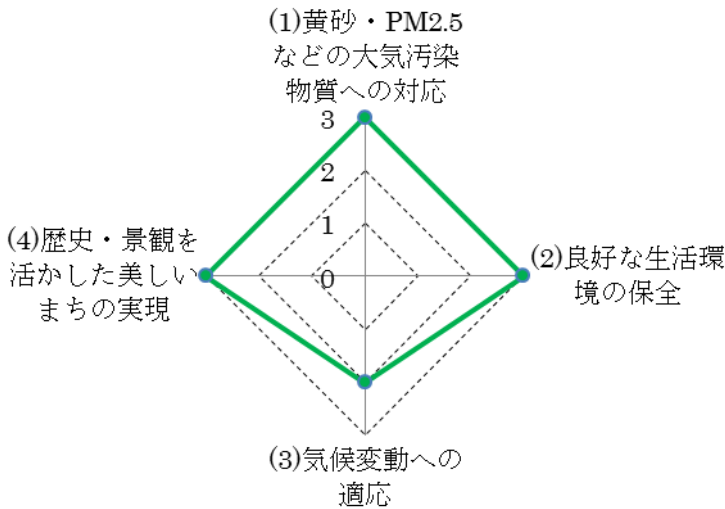 (1)黄砂・PM2.5
などの大気汚染
物質への対応
3
2
1
0
(4)歴史・景観を
活かした美しい
まちの実現
(2)良好な生活環
境の保全
(3)気候変動への
適応